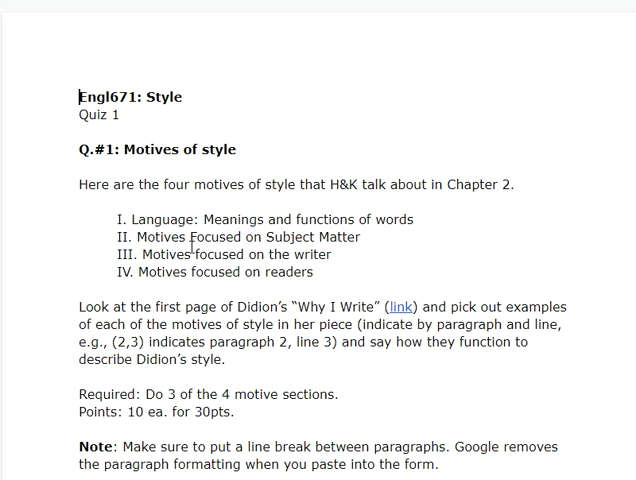 Engl671: Style
Quiz 1
Q.#1: Motives of style
Here are the four motives of style that H&K talk about in Chapter 2.
I. Language: Meanings and functions of words
II. Motives Focused on Subject Matter
III. Motives focused on the writer
IV. Motives focused on readers
Look at the first page of Didion’s “Why I Write” (link) and pick out examples
of each of the motives of style in her piece (indicate by paragraph and line,
e.g., (2,3) indicates paragraph 2, line 3) and say how they function to
describe Didion’s style.
Required: Do 3 of the 4 motive sections.
Points: 10 ea. for 30pts.
Note: Make sure to put a line break between paragraphs. Google removes
the paragraph formatting when you paste into the form.